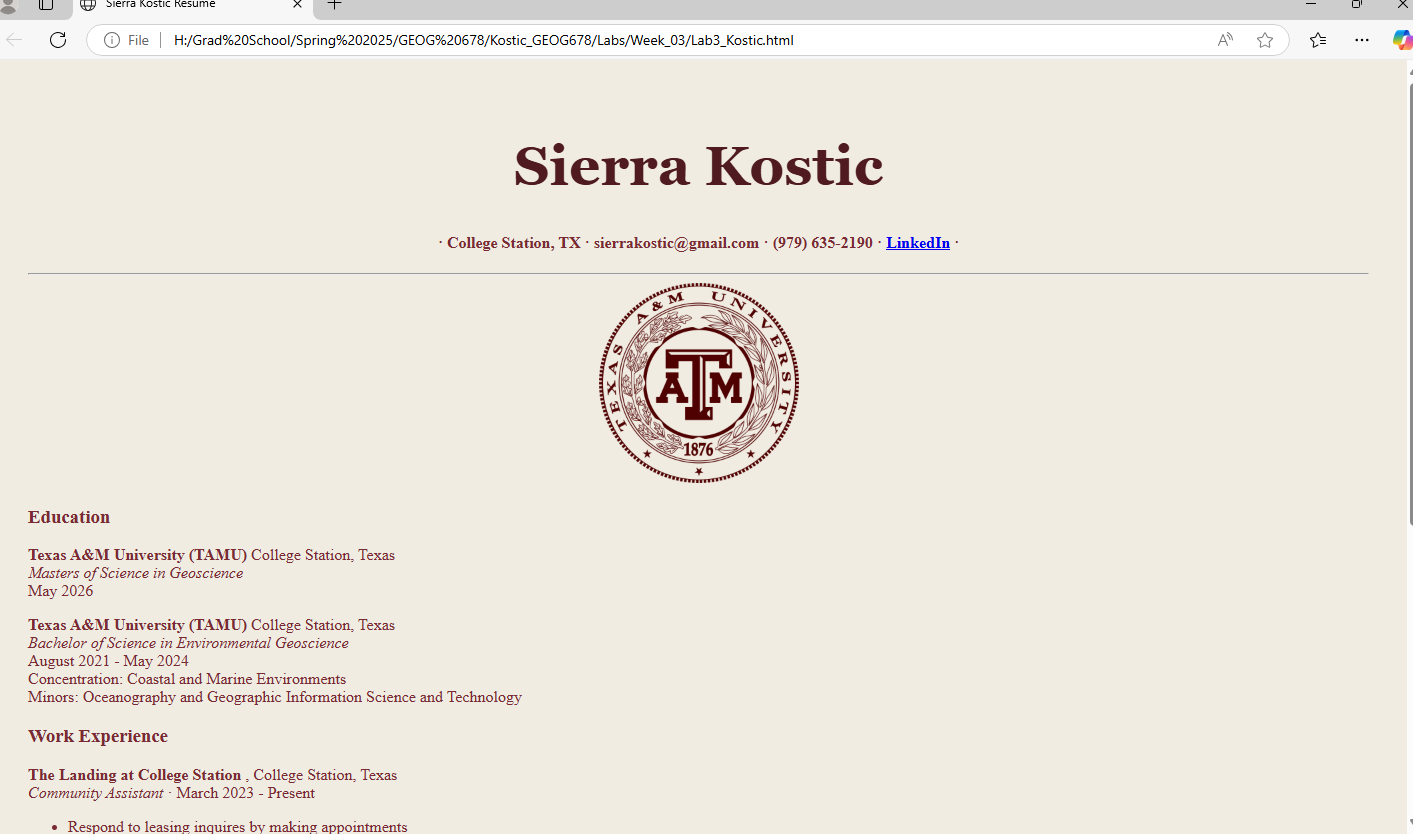 Sierra Kostic Resume
File
H:/Grad%20School/Spring%202025/GEOG%20678/Kostic_GEOG678/Labs/Week_03/Lab3_Kostic.html
Sierra Kostic
· College Station, TX · sierrakostic@gmail.com · (979) 635-2190 · LinkedIn ·
TEXAS A&M UNIVERSITY
ATM
1876
Education
Texas A&M University (TAMU) College Station, Texas
Masters of Science in Geoscience
May 2026
Texas A&M University (TAMU) College Station, Texas
Bachelor of Science in Environmental Geoscience
August 2021 - May 2024
Concentration: Coastal and Marine Environments
Minors: Oceanography and Geographic Information Science and Technology
Work Experience
The Landing at College Station , College Station, Texas
Community Assistant · March 2023 - Present
• Respond to leasing inquires by making appointments